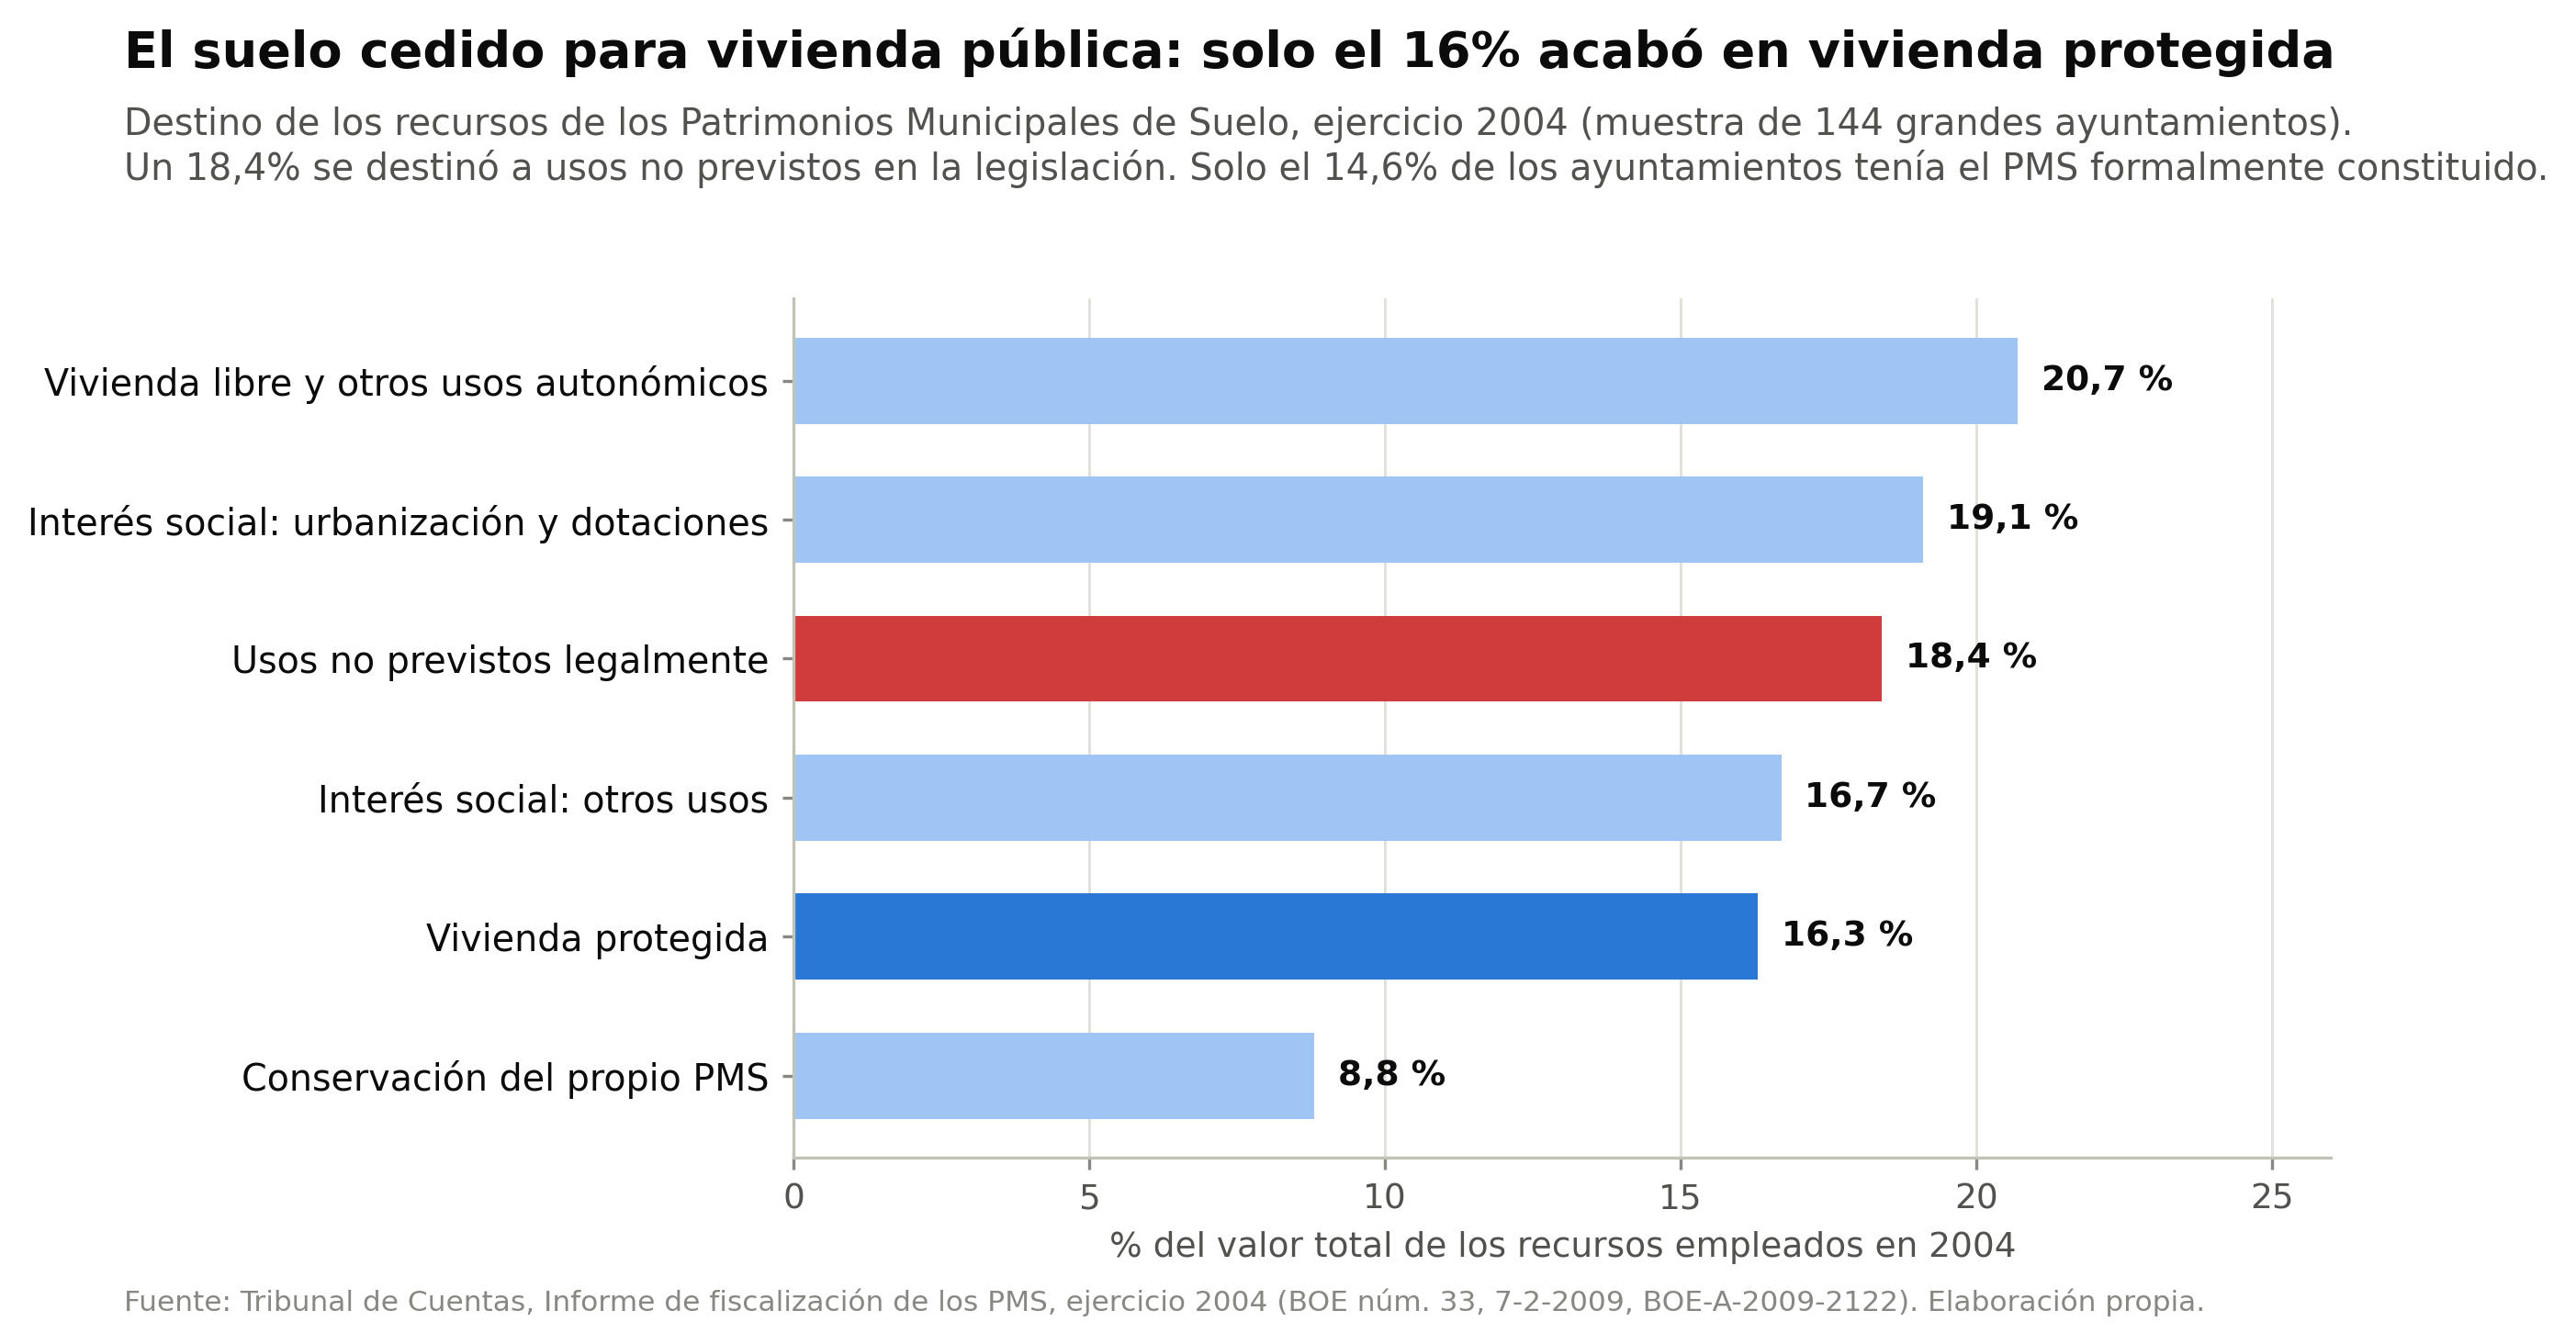 El suelo cedido para vivienda pública: solo el 16% acabó en vivienda protegida
Destino de los recursos de los Patrimonios Municipales de Suelo, ejercicio 2004 (muestra de 144 grandes ayuntamientos).
Un 18,4% se destinó a usos no previstos en la legislación. Solo el 14,6% de los ayuntamientos tenía el PMS formalmente constituido.
Vivienda libre y otros usos autonómicos
20,7 %
Interés social: urbanización y dotaciones
19,1 %
Usos no previstos legalmente
18,4 %
Interés social: otros usos
16,7 %
Vivienda protegida
16,3 %
Conservación del propio PMS
8,8 %
0 5 10 15 20 25
% del valor total de los recursos empleados en 2004
Fuente: Tribunal de Cuentas, Informe de fiscalización de los PMS, ejercicio 2004 (BOE núm. 33, 7-2-2009, BOE-A-2009-2122). Elaboración propia.